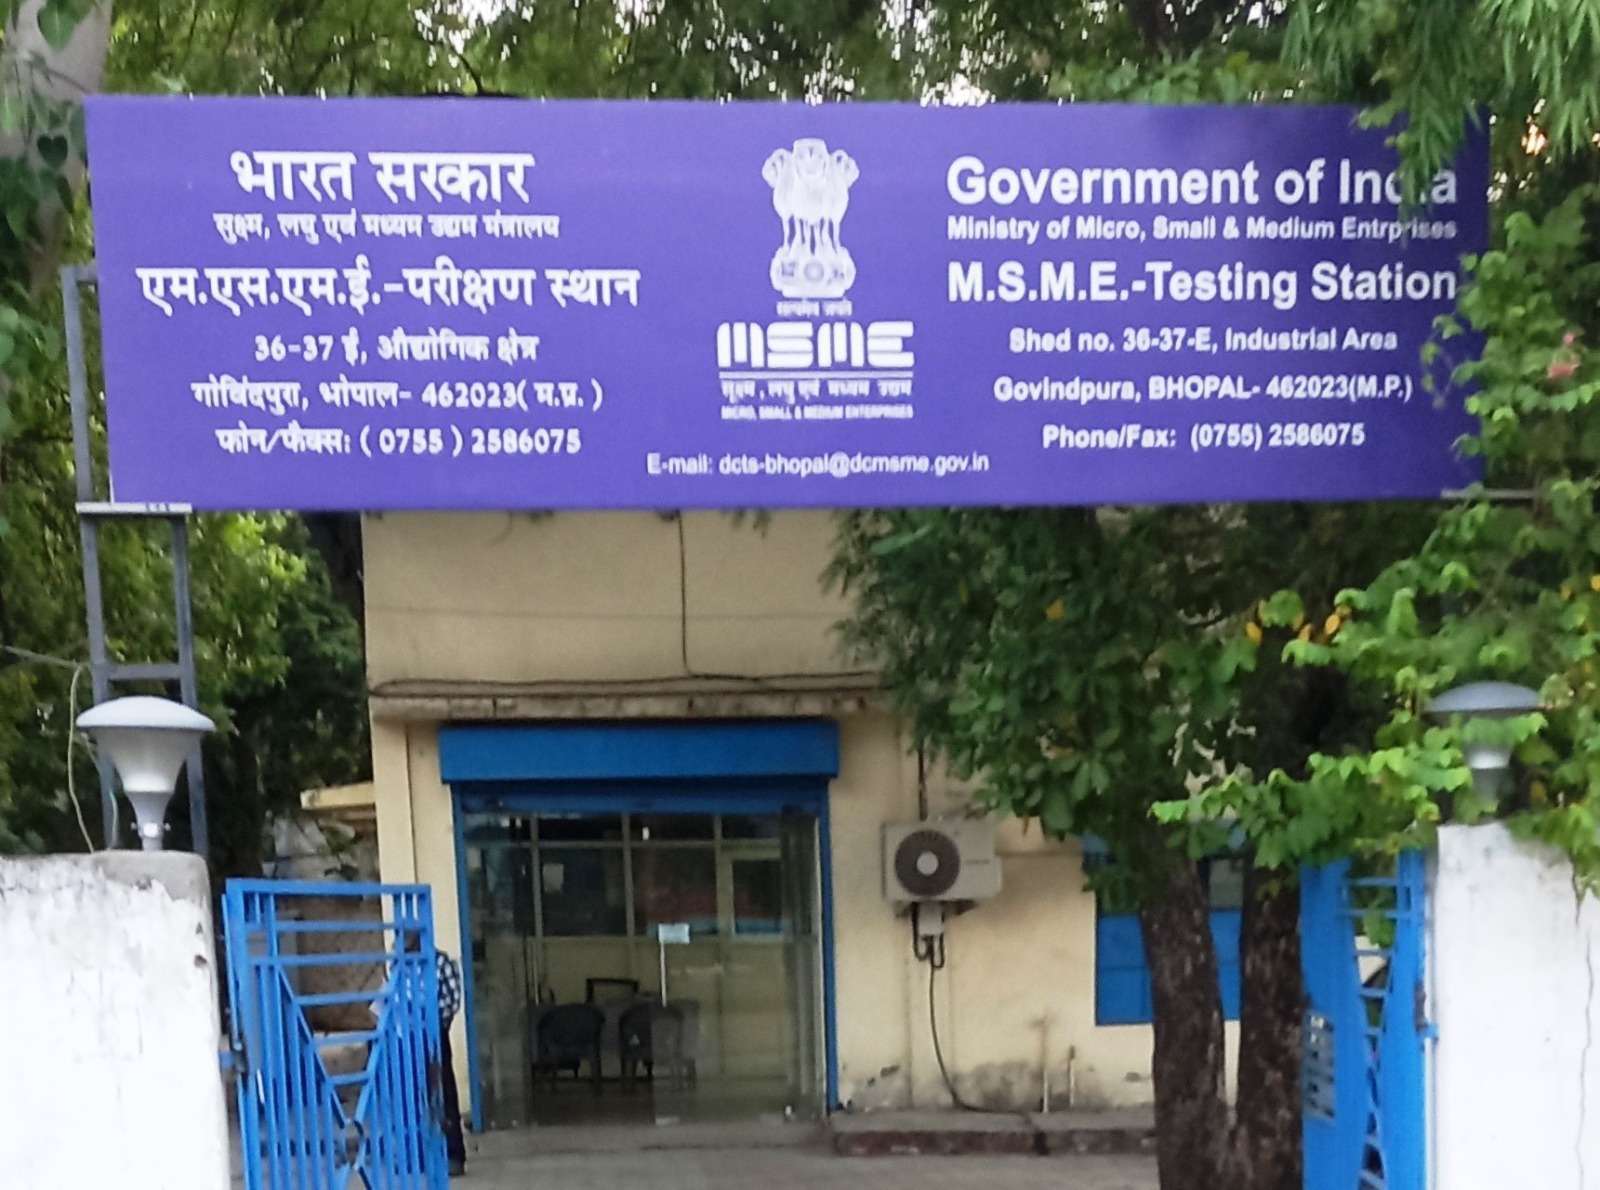 भारत सरकार
सुक्ष्म, लघु एवं मध्यम उद्यम मंत्रालय
एम.एस.एम.ई.-परीक्षण स्थान
36-37 ई, औद्योगिक क्षेत्र
गोविंदपुरा, भोपाल- 462023( म.प्र. )
फोन/फैक्स: ( 0755 ) 2586075
सत्यमेव जयते
MSME
सूक्ष्म, लघु एवं मध्यम उद्यम
MICRO, SMALL & MEDIUM ENTERPRISES
E-mail: dcts-bhopal@dcmsme.gov.in
Government of India
Ministry of Micro, Small & Medium Entrprises
M.S.M.E.-Testing Station
Shed no. 36-37-E, Industrial Area
Govindpura, BHOPAL- 462023(M.P.)
Phone/Fax: (0755) 2586075